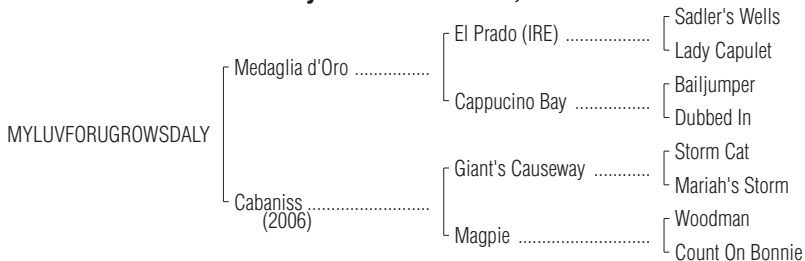 Sadler's Wells
El Prado (IRE) ..................
Lady Capulet
Medaglia d'Oro ................
Bailjumper
Cappucino Bay ................
Dubbed In
MYLUVFORUGROWSDALY
Storm Cat
Giant's Causeway ............
Mariah's Storm
Cabaniss ..........................
(2006)
Woodman
Magpie ............................
Count On Bonnie